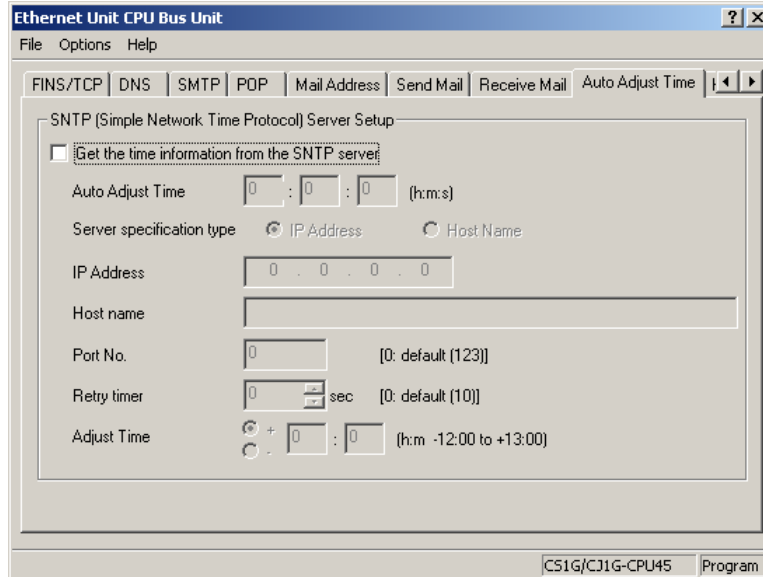 Ethernet Unit CPU Bus Unit
File Options Help
FINS/TCP DNS SMTP POP Mail Address Send Mail Receive Mail Auto Adjust Time
SNTP (Simple Network Time Protocol) Server Setup
Get the time information from the SNTP server
Auto Adjust Time 0 : 0 : 0 (h:m:s)
Server specification type IP Address Host Name
IP Address 0 . 0 . 0 . 0
Host name
Port No. 0 [0: default (123)]
Retry timer 0 sec [0: default (10)]
Adjust Time + - 0 : 0 (h:m -12:00 to +13:00)
CS1G/CJ1G-CPU45 Program